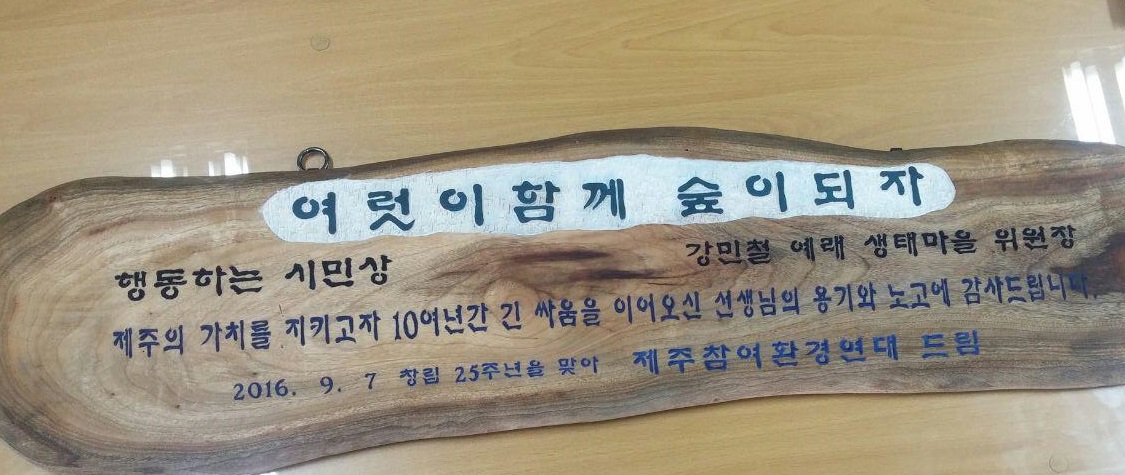 여럿이함께 숲이되자
행동하는 시민상 강민철 예래 생태마을 위원장
제주의 가치를 지키고자 10여년간 긴 싸움을 이어오신 선생님의 용기와 노고에 감사드립니다.
2016. 9. 7 창립 25주년을 맞아 제주참여환경연대 드림